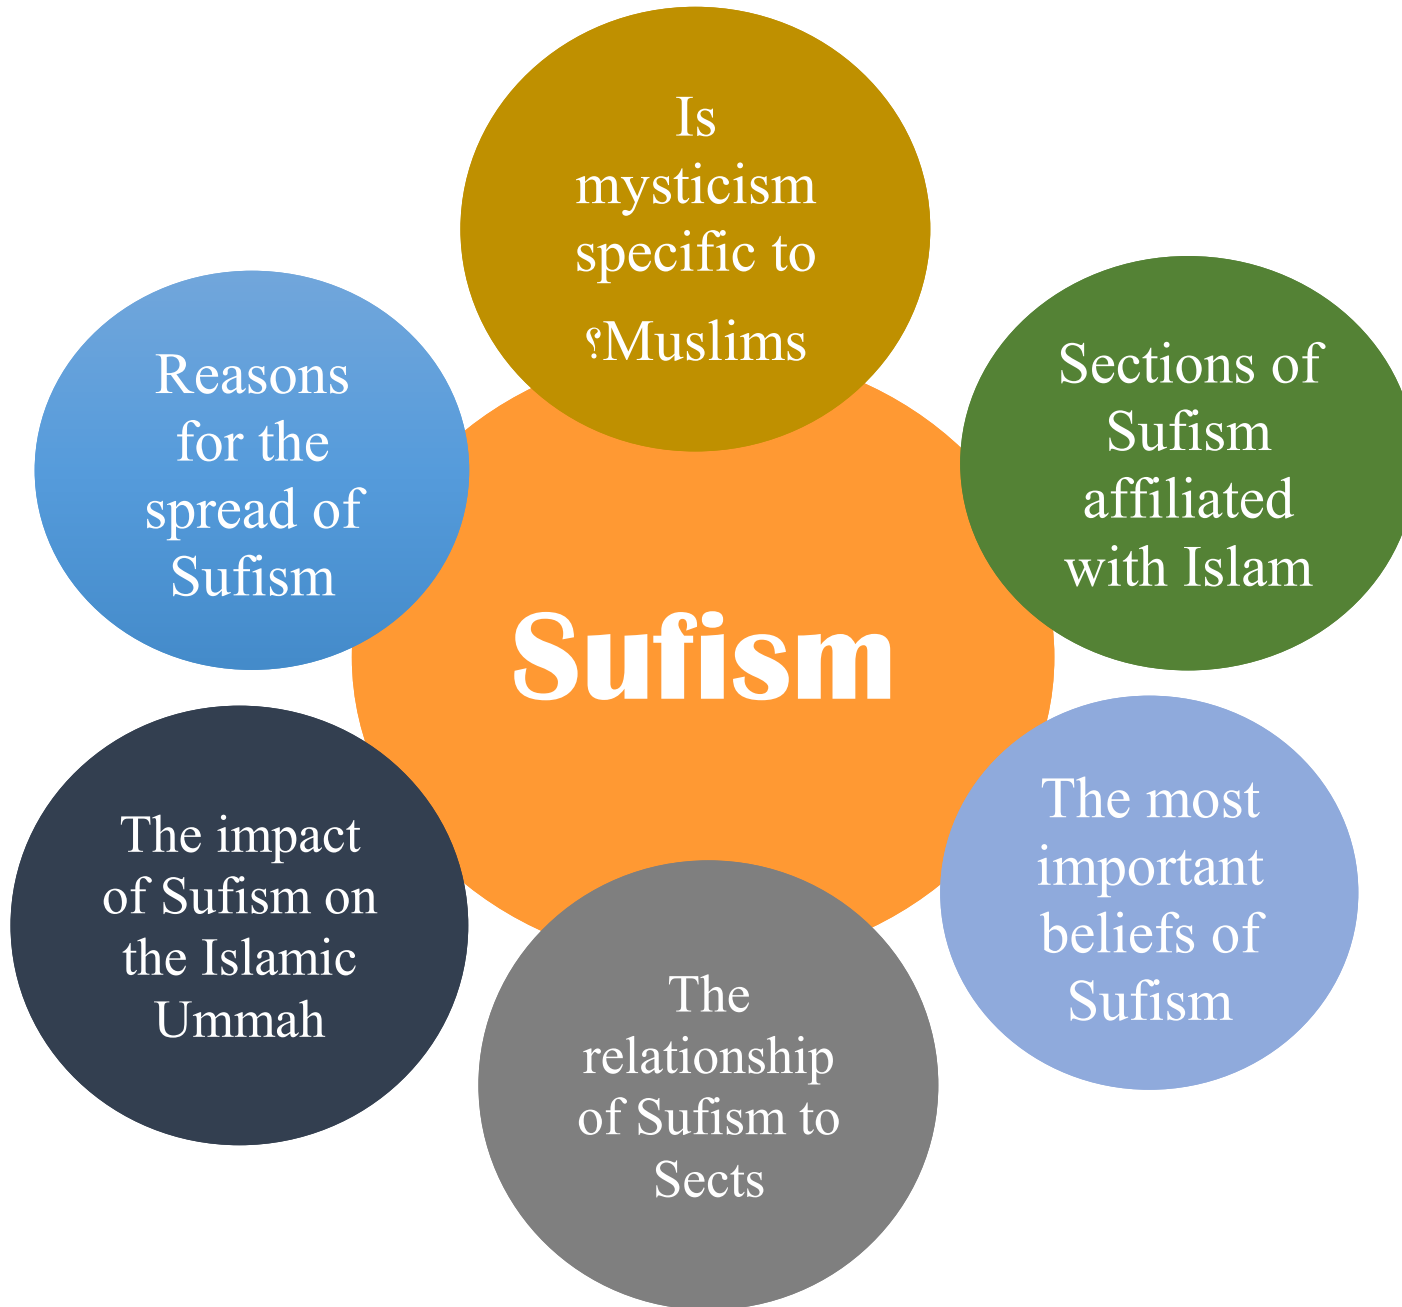 Is
mysticism
specific to
؟Muslims
Sections of
Sufism
affiliated
with Islam
The most
important
beliefs of
Sufism
The
relationship
of Sufism to
Sects
The impact
of Sufism on
the Islamic
Ummah
Reasons
for the
spread of
Sufism
Sufism